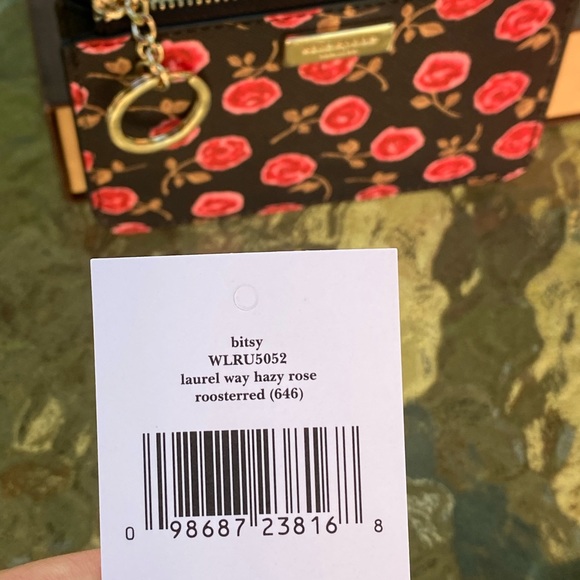 bitsy
WLRU5052
laurel way hazy rose
roosterred (646)
0 98687 23816 8